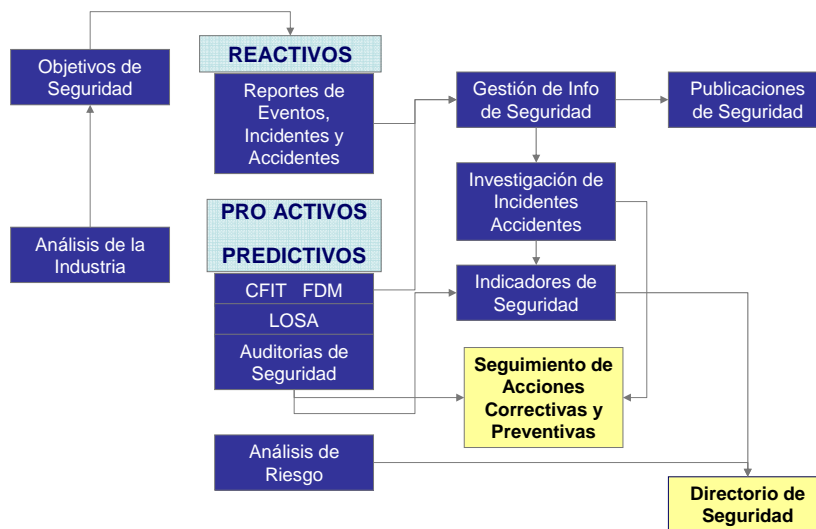 Objetivos de
Seguridad
Análisis de la
Industria
REACTIVOS
Reportes de
Eventos,
Incidentes y
Accidentes
PRO ACTIVOS
PREDICTIVOS
CFIT FDM
LOSA
Auditorias de
Seguridad
Análisis de
Riesgo
Gestión de Info
de Seguridad
Publicaciones
de Seguridad
Investigación de
Incidentes
Accidentes
Indicadores de
Seguridad
Seguimiento de
Acciones
Correctivas y
Preventivas
Directorio de
Seguridad